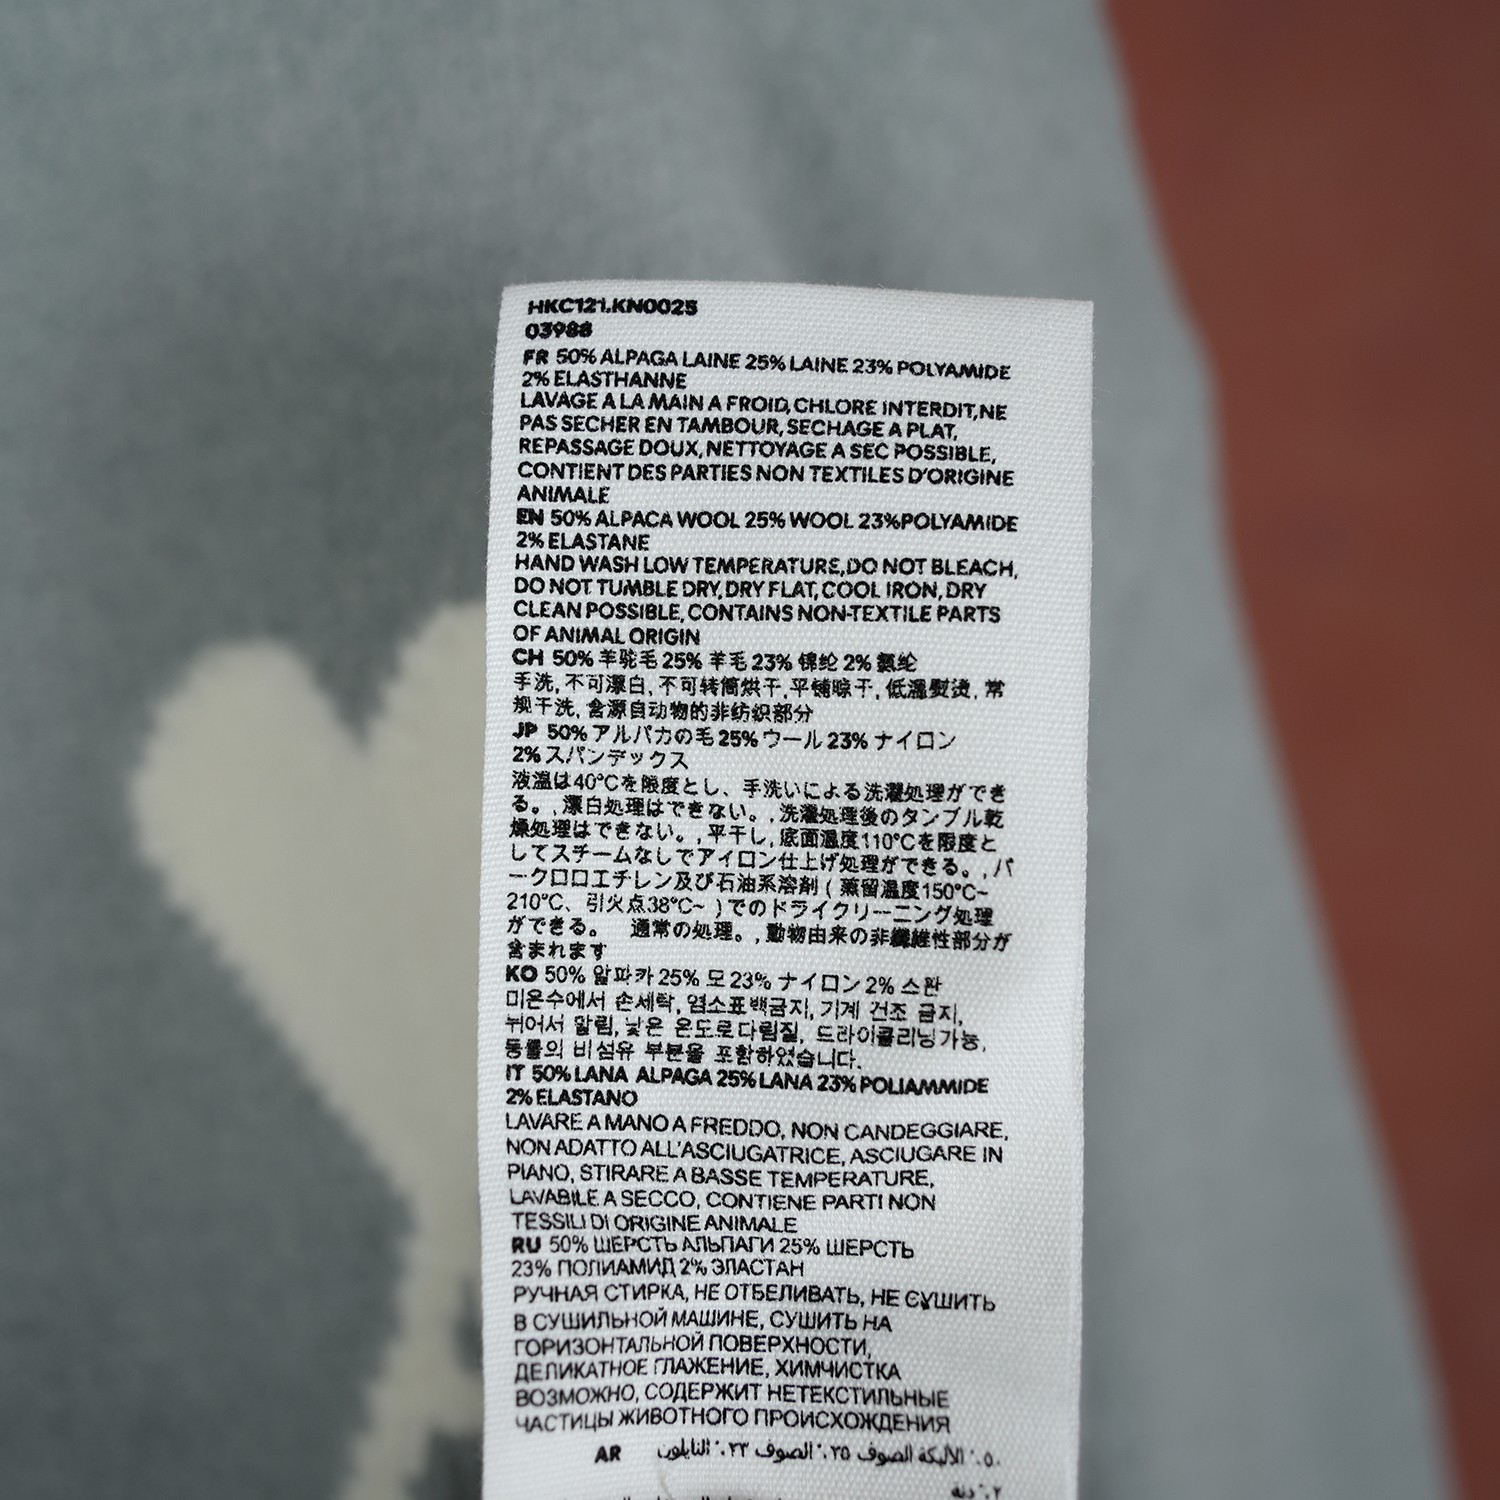 HKC121.KN0025
03988
FR 50% ALPAGA LAINE 25% LAINE 23% POLYAMIDE
2% ELASTHANNE
LAVAGE A LA MAIN A FROID,CHLORE INTERDIT,NE
PAS SECHER EN TAMBOUR,SECHAGE A PLAT,
REPASSAGE DOUX,NETTOYAGE A SEC POSSIBLE,
CONTIENT DES PARTIES NON TEXTILES D'ORIGINE
ANIMALE
EN 50% ALPACA WOOL 25% WOOL 23%POLYAMIDE
2% ELASTANE
HAND WASH LOW TEMPERATURE,DO NOT BLEACH,
DO NOT TUMBLE DRY,DRY FLAT,COOL IRON,DRY
CLEAN POSSIBLE,CONTAINS NON-TEXTILE PARTS
OF ANIMAL ORIGIN
CH 50% 羊驼毛 25% 羊毛 23% 锦纶 2% 氨纶
手洗,不可漂白,不可转筒烘干,平铺晾干,低温熨烫,常
规干洗,含源自动物的非纺织部分
JP 50% アルパカの毛 25% ウール 23% ナイロン
2% スパンデックス
液温は40°Cを限度とし、手洗いによる洗濯処理ができ
る。,漂白処理はできない。,洗濯処理後のタンブル乾
燥処理はできない。,平干し,底面温度110°Cを限度と
してスチームなしでアイロン仕上げ処理ができる。,パ
ークロロエチレン及び石油系溶剤(蒸留温度150°C~
210°C、引火点38°C~)でのドライクリーニング処理
ができる。 通常の処理。,動物由来の非繊維性部分が
含まれます
KO 50% 알파카 25% 모 23% ナイロン 2% 스판
미온수에서 손세탁, 염소표백금지, 기계 건조 금지,
뉘어서 말림, 낮은 온도로다림질, 드라이클리닝가능,
동물의 비섬유 부분을 포함하였습니다.
IT 50% LANA ALPAGA 25% LANA 23% POLIAMMIDE
2% ELASTANO
LAVARE A MANO A FREDDO, NON CANDEGGIARE,
NON ADATTO ALL'ASCIUGATRICE, ASCIUGARE IN
PIANO, STIRARE A BASSE TEMPERATURE,
LAVABILE A SECCO, CONTIENE PARTI NON
TESSILI DI ORIGINE ANIMALE
RU 50% ШЕРСТЬ АЛЬПАГИ 25% ШЕРСТЬ
23% ПОЛИАМИД 2% ЭЛАСТАН
РУЧНАЯ СТИРКА, НЕ ОТБЕЛИВАТЬ, НЕ СУШИТЬ
В СУШИЛЬНОЙ МАШИНЕ, СУШИТЬ НА
ГОРИЗОНТАЛЬНОЙ ПОВЕРХНОСТИ,
ДЕЛИКАТНОЕ ГЛАЖЕНИЕ, ХИМЧИСТКА
ВОЗМОЖНО, СОДЕРЖИТ НЕТЕКСТИЛЬНЫЕ
ЧАСТИЦЫ ЖИВОТНОГО ПРОИСХОЖДЕНИЯ
AR ٥٠٪ الألبكة الصوف ٢٥٪ الصوف ٢٣٪ النايلون